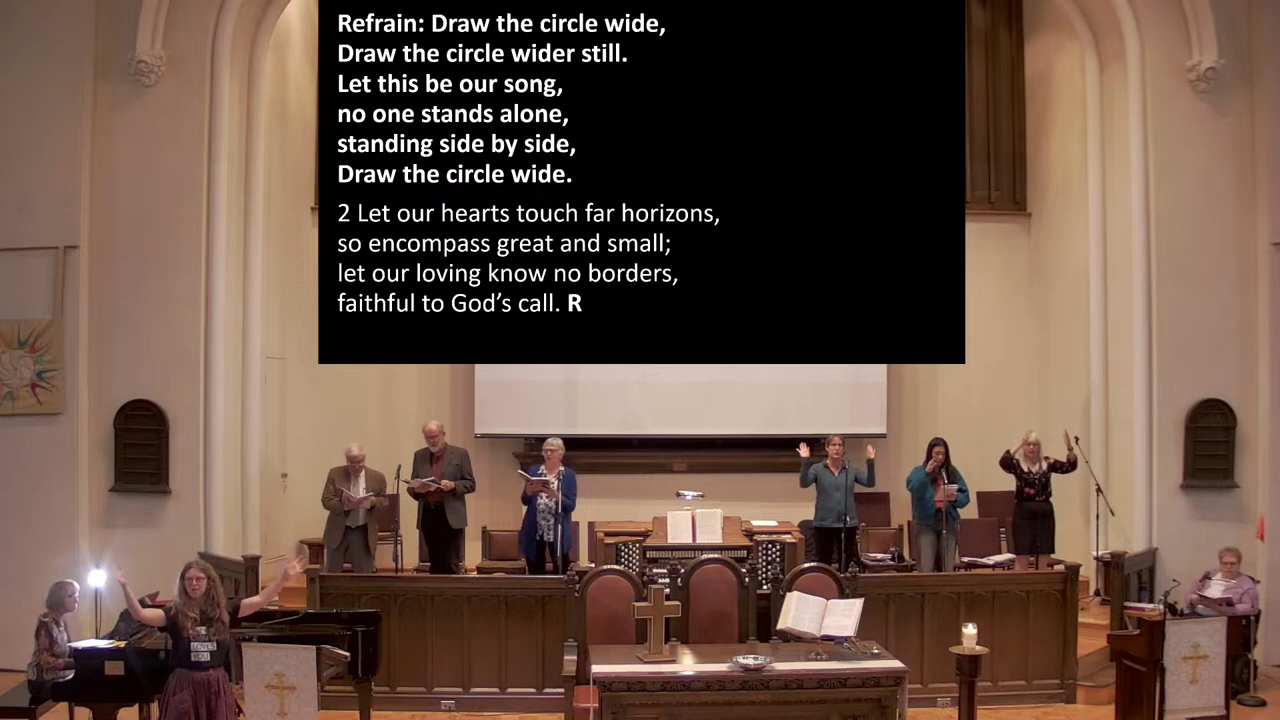 Refrain: Draw the circle wide,
Draw the circle wider still.
Let this be our song,
no one stands alone,
standing side by side,
Draw the circle wide.
2 Let our hearts touch far horizons,
so encompass great and small;
let our loving know no borders,
faithful to God’s call. R
LOVES
YOU